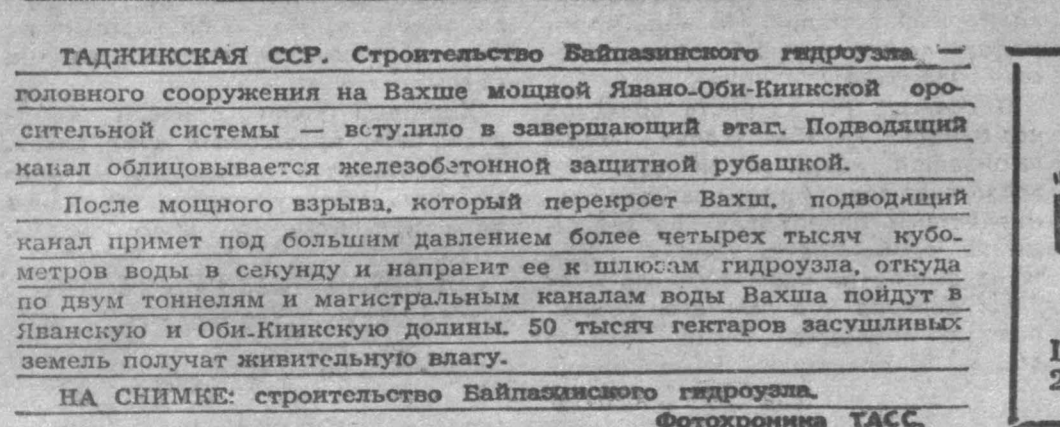 ТАДЖИКСКАЯ ССР. Строительство Байпазинского гидроузла —
головного сооружения на Вахше мощной Явано-Оби-Киикской оро-
сительной системы — вступило в завершающий этап. Подводящий
канал облицовывается железобетонной защитной рубашкой.
После мощного взрыва, который перекроет Вахш, подводящий
канал примет под большим давлением более четырех тысяч кубо-
метров воды в секунду и направит ее к шлюзам гидроузла, откуда
по двум тоннелям и магистральным каналам воды Вахша пойдут в
Яванскую и Оби-Киикскую долины. 50 тысяч гектаров засушливых
земель получат живительную влагу.
НА СНИМКЕ: строительство Байпазинского гидроузла.
Фотохроника ТАСС.